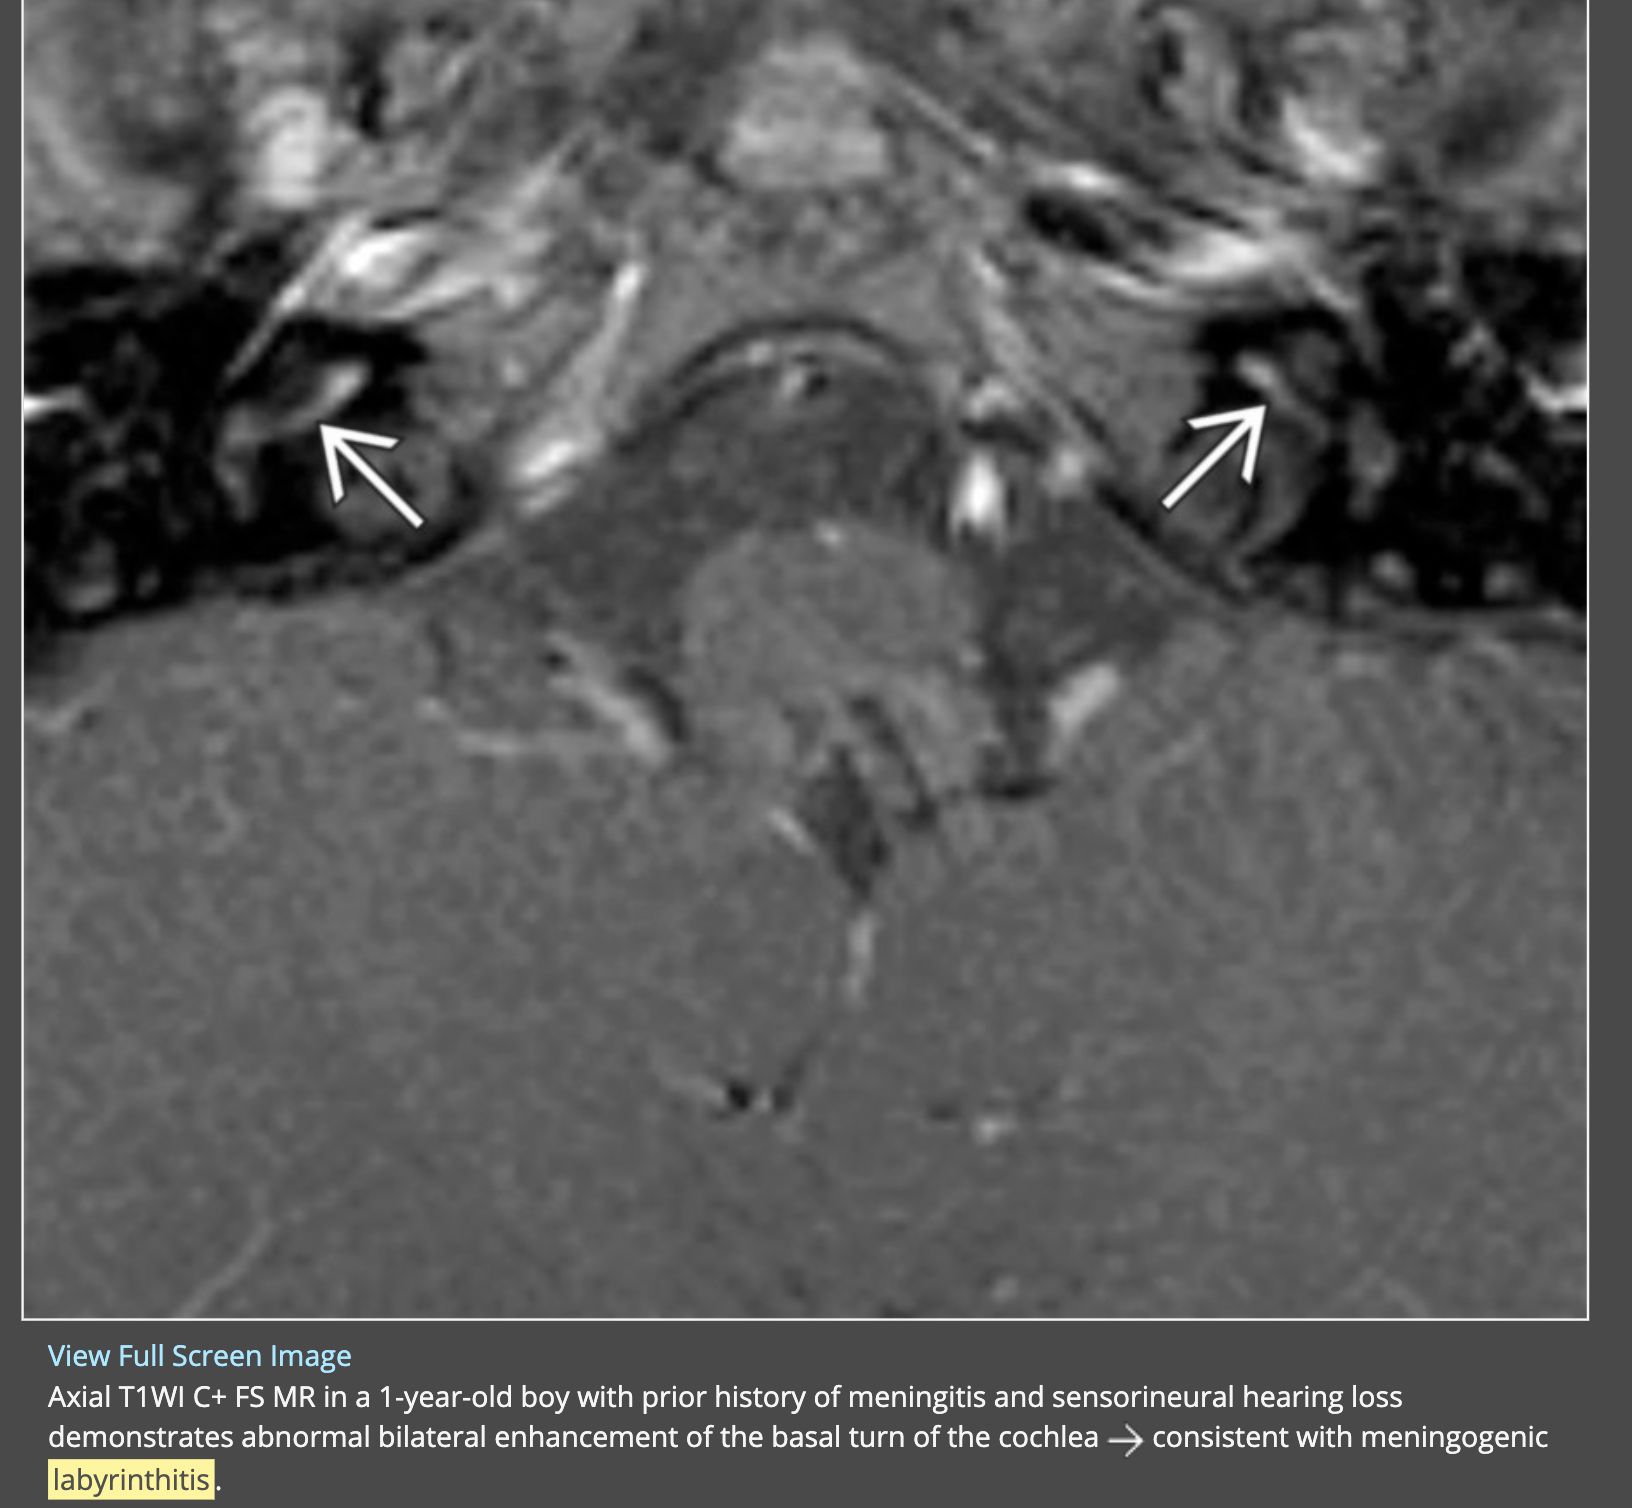 View Full Screen Image
Axial T1WI C+ FS MR in a 1-year-old boy with prior history of meningitis and sensorineural hearing loss
demonstrates abnormal bilateral enhancement of the basal turn of the cochlea → consistent with meningogenic
labyrinthitis.